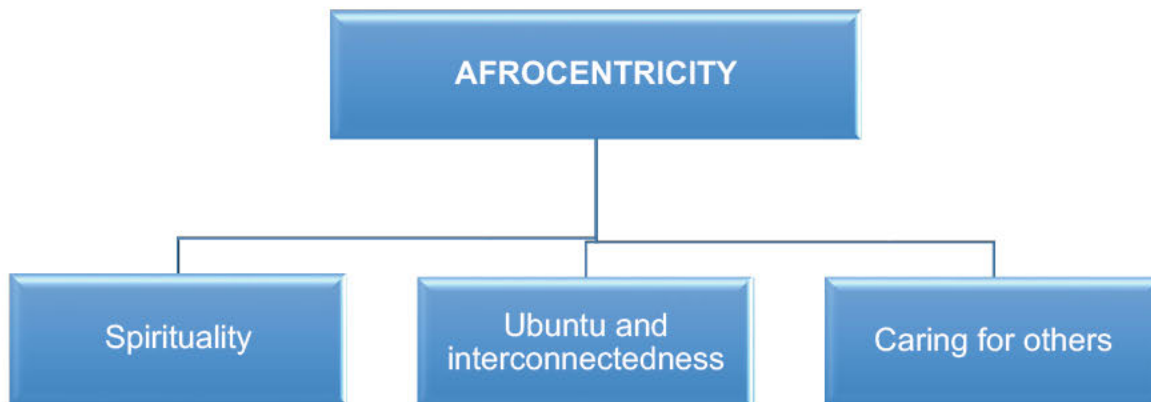 AFROCENTRICITY
Spirituality
Ubuntu and
interconnectedness
Caring for others